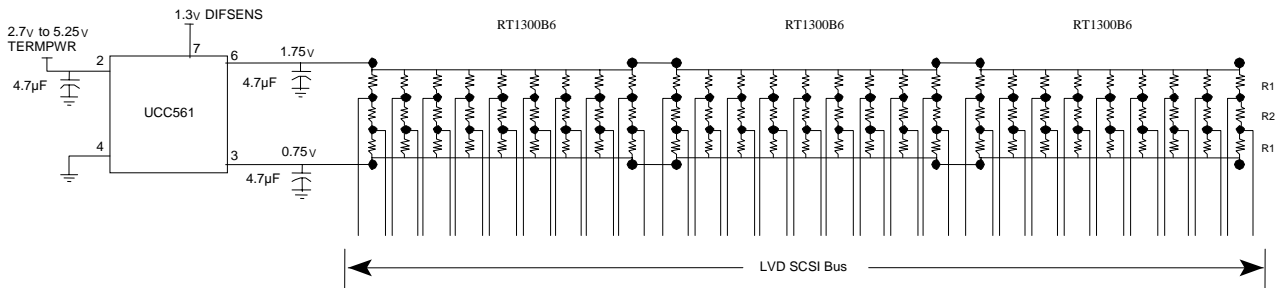 1.3V DIFSENS
RT1300B6
RT1300B6
RT1300B6
2.7V to 5.25V
TERMPWR
2
7
6
1.75V
4.7µF
4.7µF
R1
UCC561
R2
4
3
0.75V
R1
4.7µF
LVD SCSI Bus